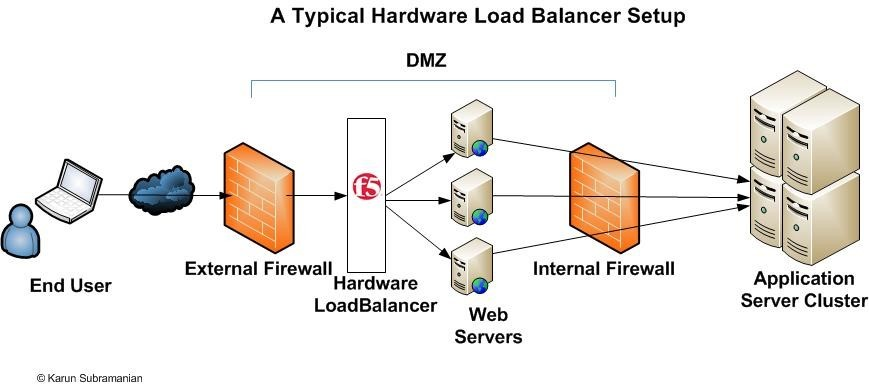 A Typical Hardware Load Balancer Setup
DMZ
f5
End User
External Firewall
Hardware
LoadBalancer
Web
Servers
Internal Firewall
Application
Server Cluster
© Karun Subramanian